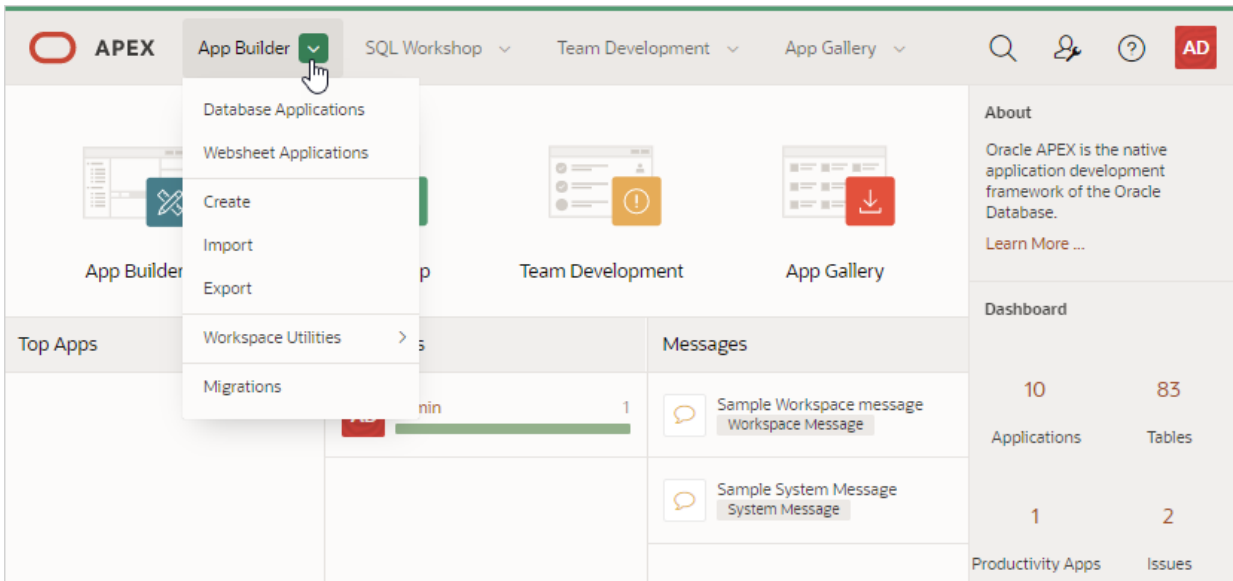 APEX
App Builder
SQL Workshop
Team Development
App Gallery
AD
Database Applications
Websheet Applications
Create
Import
Export
Workspace Utilities
Migrations
App Builder
p
Team Development
App Gallery
Top Apps
s
Messages
min
1
Sample Workspace message
Workspace Message
Sample System Message
System Message
About
Oracle APEX is the native
application development
framework of the Oracle
Database.
Learn More ...
Dashboard
10
83
Applications
Tables
1
2
Productivity Apps
Issues